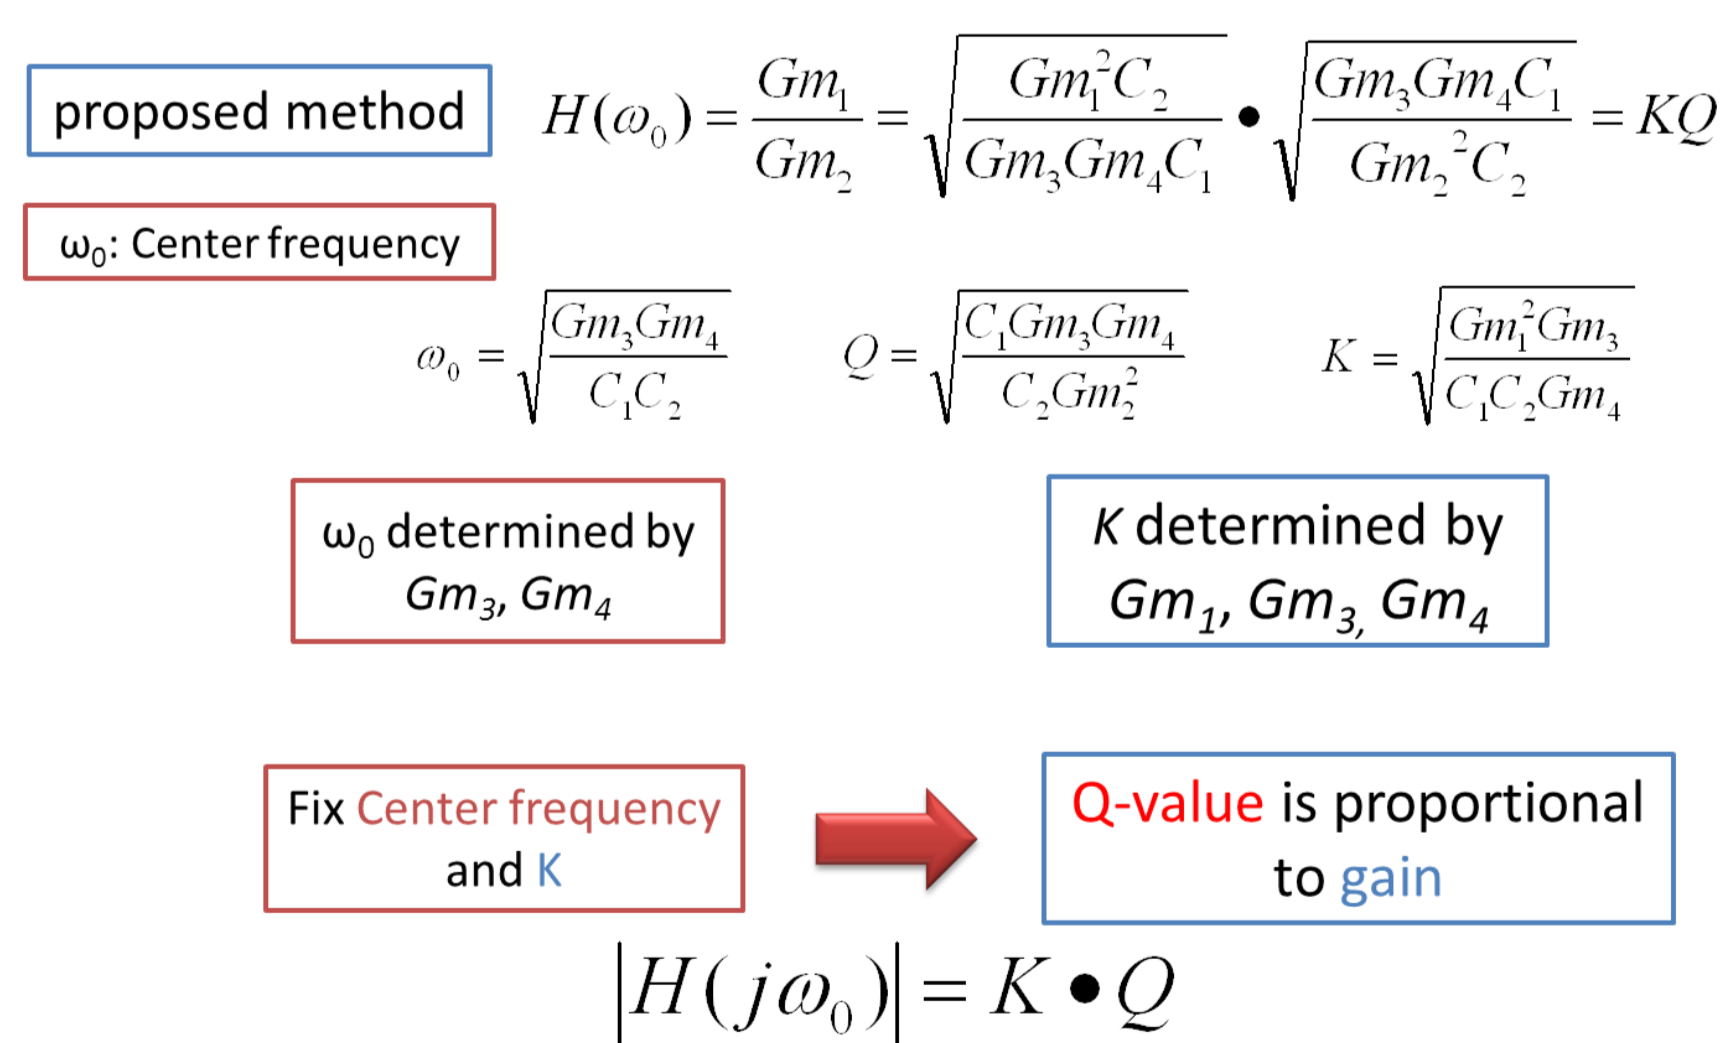 proposed method
H(ω₀) = Gm₁/Gm₂ = √(Gm₁²C₂ / Gm₃Gm₄C₁) • √(Gm₃Gm₄C₁ / Gm₂²C₂) = KQ
ω₀: Center frequency
ω₀ = √(Gm₃Gm₄ / C₁C₂)
Q = √(C₁Gm₃Gm₄ / C₂Gm₂²)
K = √(Gm₁²Gm₃ / C₁C₂Gm₄)
ω₀ determined by
Gm₃, Gm₄
K determined by
Gm₁, Gm₃, Gm₄
Fix Center frequency
and K
Q-value is proportional
to gain
|H(jω₀)| = K • Q